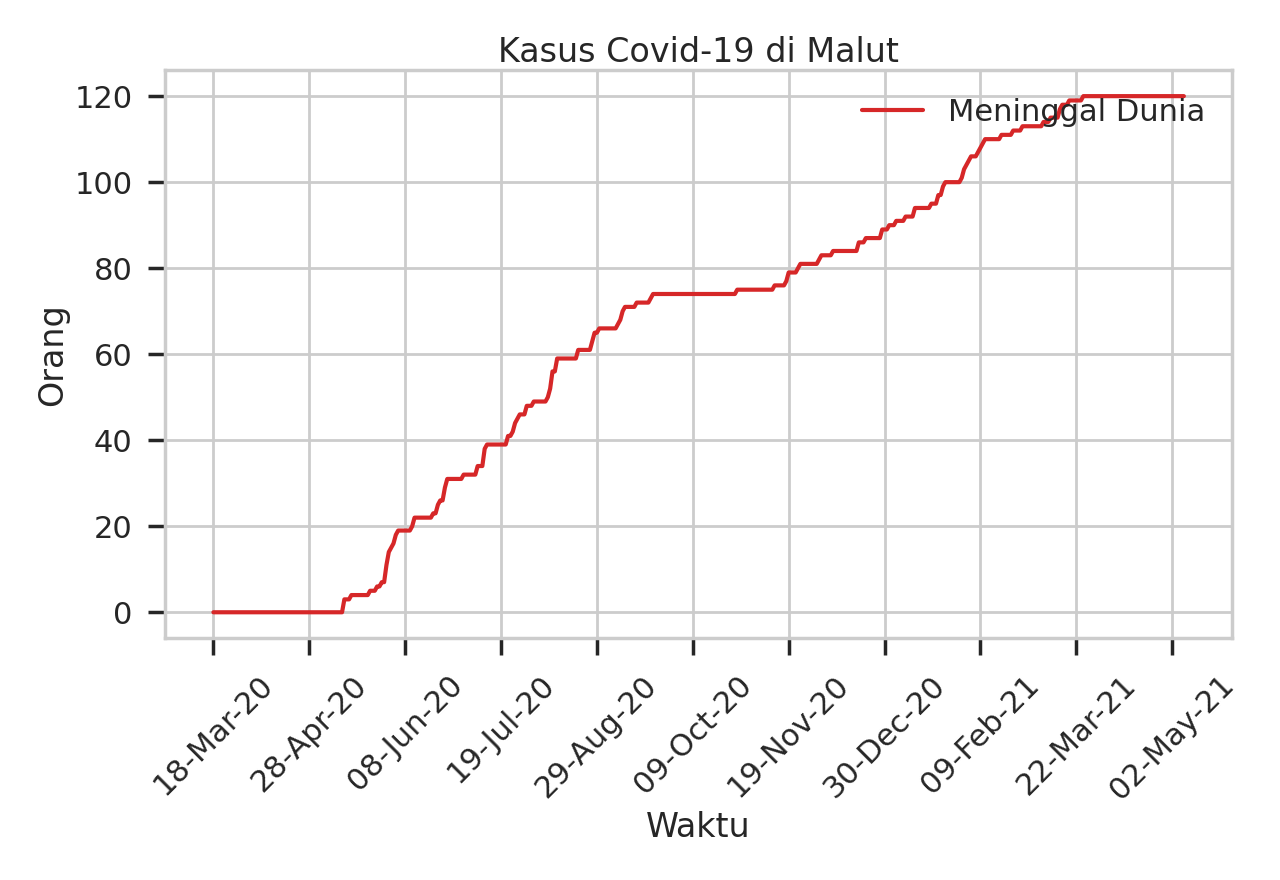 Kasus Covid-19 di Malut
Meninggal Dunia
Orang
120
100
80
60
40
20
0
18-Mar-20
28-Apr-20
08-Jun-20
19-Jul-20
29-Aug-20
09-Oct-20
19-Nov-20
30-Dec-20
09-Feb-21
22-Mar-21
02-May-21
Waktu